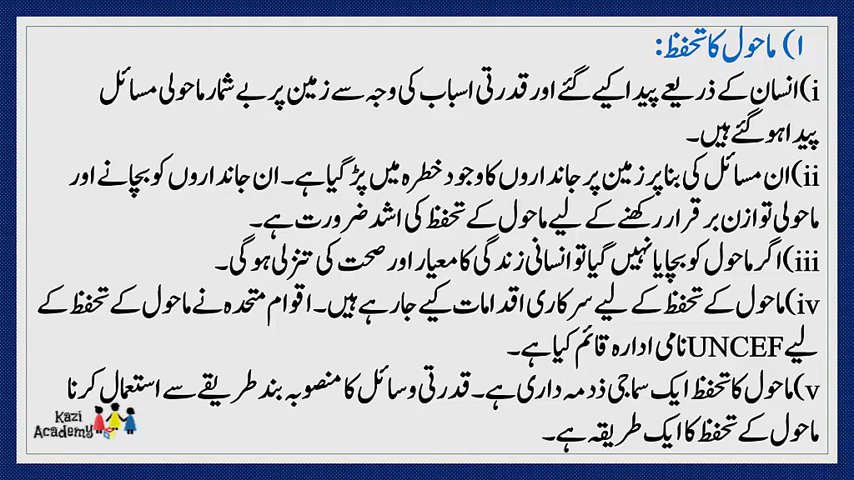 ۱) ماحول کا تحفظ:
i) انسان کے ذریعے پیدا کیے گئے اور قدرتی اسباب کی وجہ سے زمین پر بے شمار ماحولی مسائل
پیدا ہو گئے ہیں۔
ii) ان مسائل کی بنا پر زمین پر جانداروں کا وجود خطرہ میں پڑ گیا ہے۔ ان جانداروں کو بچانے اور
ماحولی توازن برقرار رکھنے کے لیے ماحول کے تحفظ کی اشد ضرورت ہے۔
iii) اگر ماحول کو بچایا نہیں گیا تو انسانی زندگی کا معیار اور صحت کی تنزلی ہو گی۔
iv) ماحول کے تحفظ کے لیے سرکاری اقدامات کیے جا رہے ہیں۔ اقوام متحدہ نے ماحول کے تحفظ کے
لیے UNCEF نامی ادارہ قائم کیا ہے۔
v) ماحول کا تحفظ ایک سماجی ذمہ داری ہے۔ قدرتی وسائل کا منصوبہ بند طریقے سے استعمال کرنا
ماحول کے تحفظ کا ایک طریقہ ہے۔
Kazi
Academy